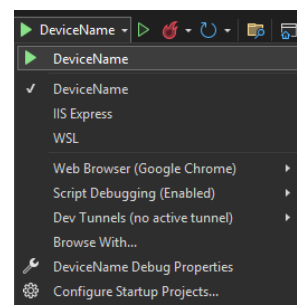 DeviceName
DeviceName
DeviceName
IIS Express
WSL
Web Browser (Google Chrome)
Script Debugging (Enabled)
Dev Tunnels (no active tunnel)
Browse With...
DeviceName Debug Properties
Configure Startup Projects...